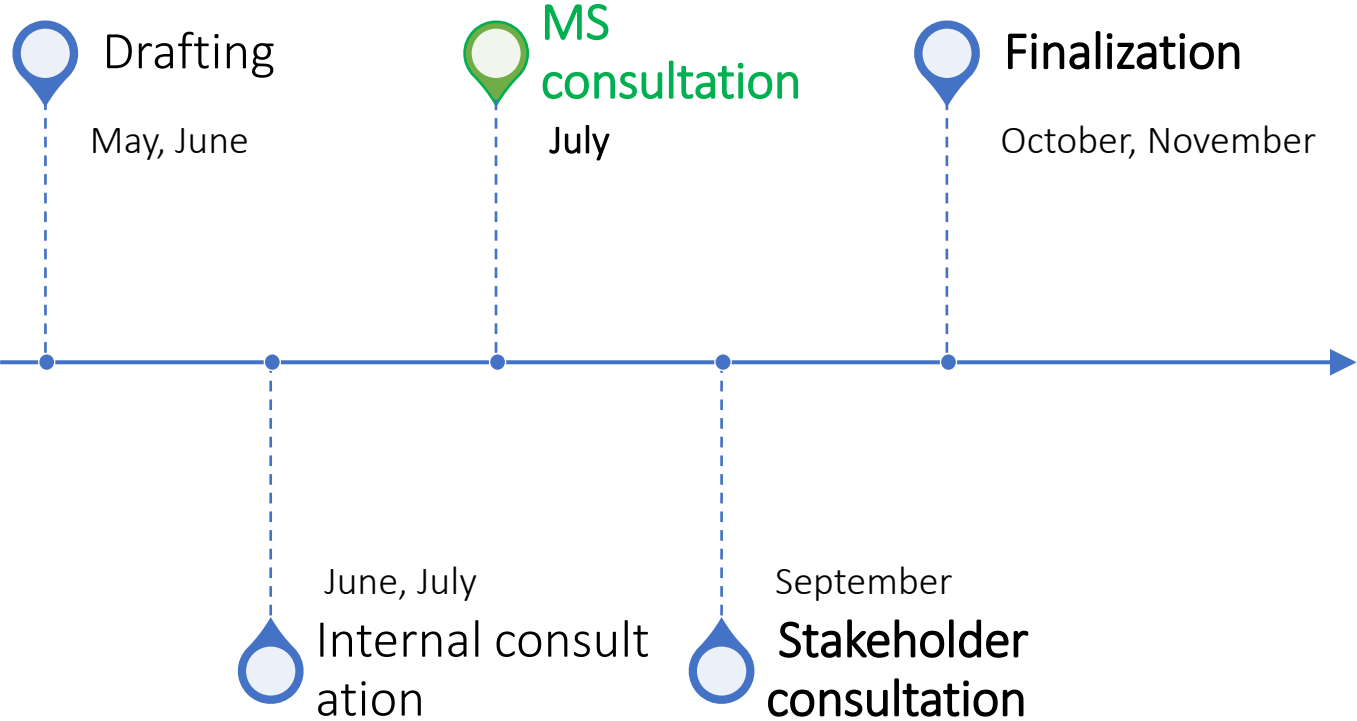 Drafting
May, June
MS
consultation
July
Finalization
October, November
June, July
Internal consult
ation
September
Stakeholder
consultation